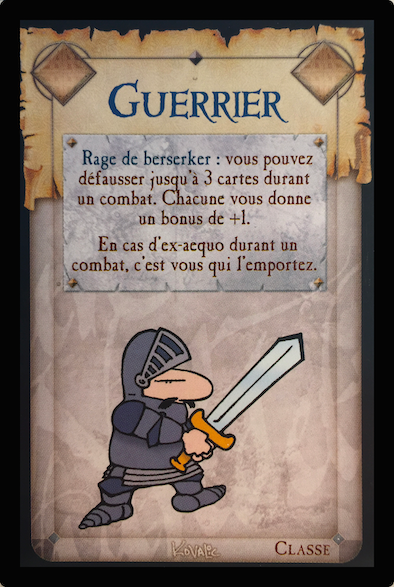 Guerrier
Rage de berserker : vous pouvez
défausser jusqu'à 3 cartes durant
un combat. Chacune vous donne
un bonus de +1.
En cas d'ex-aequo durant un
combat, c'est vous qui l'emportez.
Kovalic
Classe